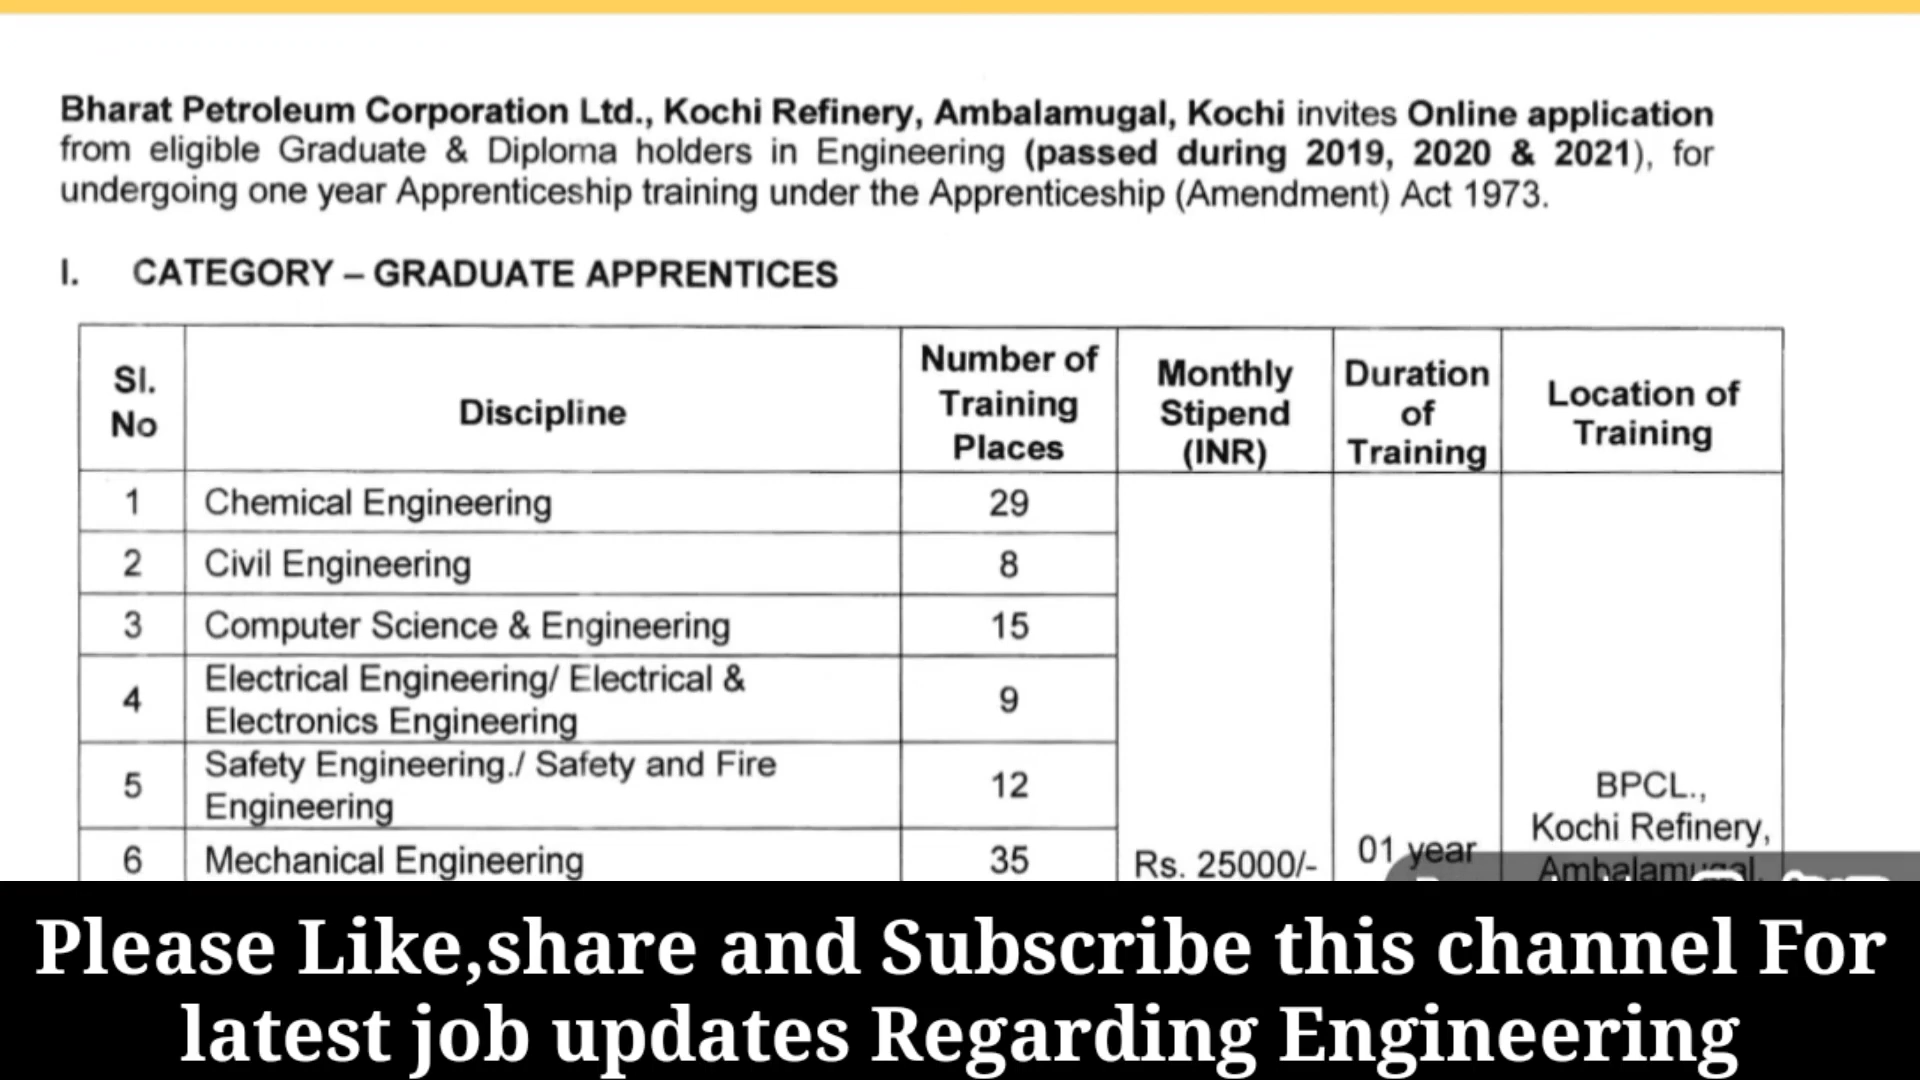 Bharat Petroleum Corporation Ltd., Kochi Refinery, Ambalamugal, Kochi invites Online application
from eligible Graduate & Diploma holders in Engineering (passed during 2019, 2020 & 2021), for
undergoing one year Apprenticeship training under the Apprenticeship (Amendment) Act 1973.
I. CATEGORY – GRADUATE APPRENTICES
Sl. No
Discipline
Number of Training Places
Monthly Stipend (INR)
Duration of Training
Location of Training
1 Chemical Engineering 29
2 Civil Engineering 8
3 Computer Science & Engineering 15
4 Electrical Engineering/ Electrical &
Electronics Engineering 9
5 Safety Engineering./ Safety and Fire
Engineering 12
6 Mechanical Engineering 35
Rs. 25000/-
01 year
BPCL.,
Kochi Refinery,
Ambalamugal,
Please Like,share and Subscribe this channel For
latest job updates Regarding Engineering